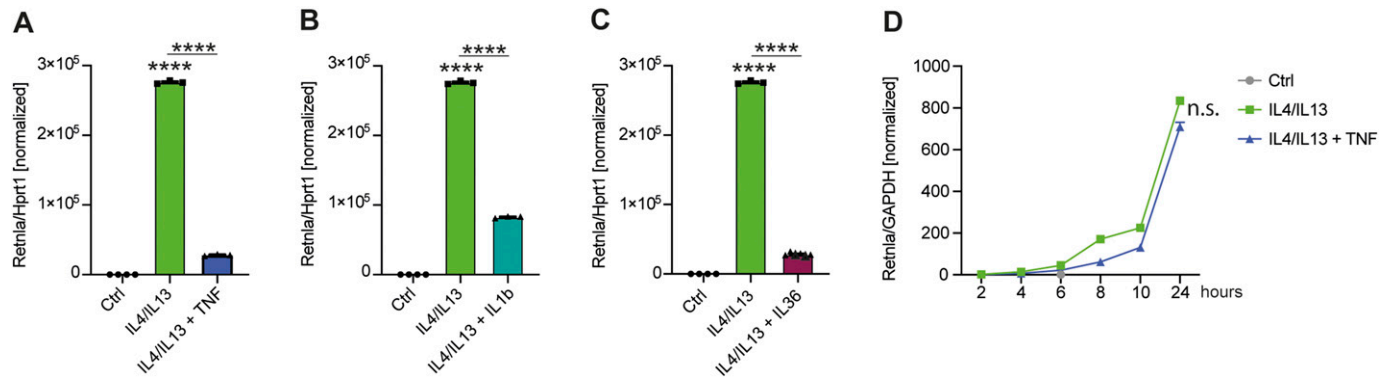 A
Retnla/Hprt1 [normalized]
3×10⁵
2×10⁵
1×10⁵
0
****
****
Ctrl
IL4/IL13
IL4/IL13 + TNF
B
Retnla/Hprt1 [normalized]
3×10⁵
2×10⁵
1×10⁵
0
****
****
Ctrl
IL4/IL13
IL4/IL13 + IL1b
C
Retnla/Hprt1 [normalized]
3×10⁵
2×10⁵
1×10⁵
0
****
****
Ctrl
IL4/IL13
IL4/IL13 + IL36
D
Retnla/GAPDH [normalized]
1000
800
600
400
200
0
2 4 6 8 10 24 hours
n.s.
Ctrl
IL4/IL13
IL4/IL13 + TNF